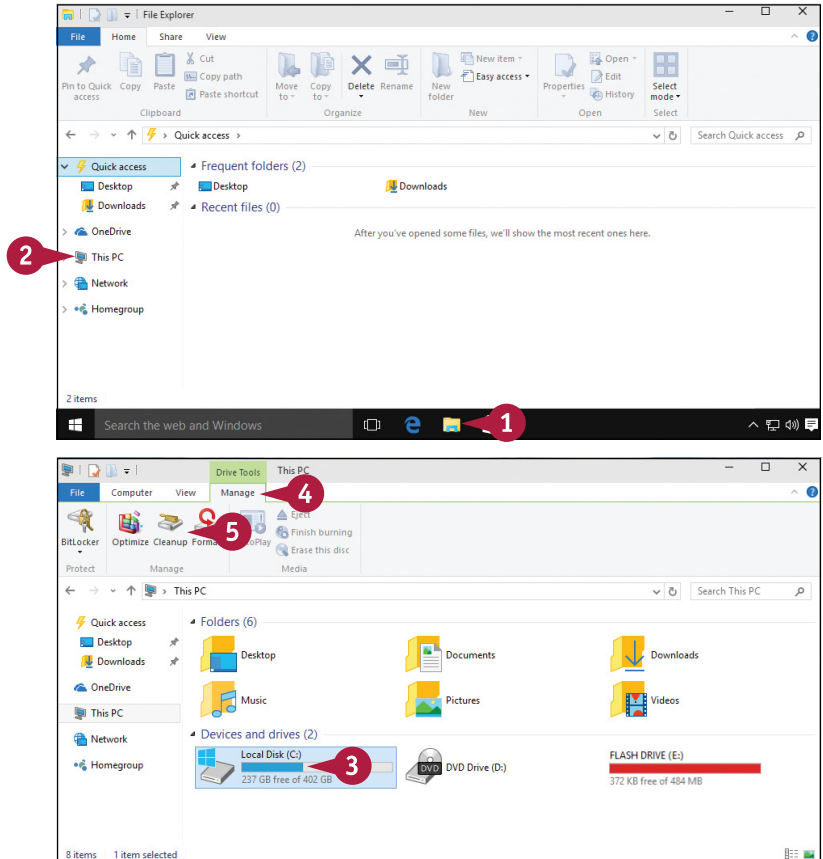 File Explorer
File Home Share View
Pin to Quick access
Copy
Paste
Cut
Copy path
Paste shortcut
Clipboard
Move to
Copy to
Delete
Rename
Organize
New folder
New item
Easy access
New
Properties
Open
Edit
History
Open
Select mode
Select
Quick access
Search Quick access
Quick access
Desktop
Downloads
OneDrive
2
This PC
Network
Homegroup
Frequent folders (2)
Desktop
Downloads
Recent files (0)
After you've opened some files, we'll show the most recent ones here.
2 items
Search the web and Windows
1
Drive Tools This PC
File Computer View Manage
4
BitLocker
Protect
Optimize
Cleanup
5
Manage
Eject
Finish burning
Erase this disc
Media
This PC
Search This PC
Quick access
Desktop
Downloads
OneDrive
This PC
Network
Homegroup
Folders (6)
Desktop
Documents
Downloads
Music
Pictures
Videos
Devices and drives (2)
Local Disk (C:)
3
237 GB free of 402 GB
DVD
DVD Drive (D:)
FLASH DRIVE (E:)
372 KB free of 484 MB
8 items 1 item selected